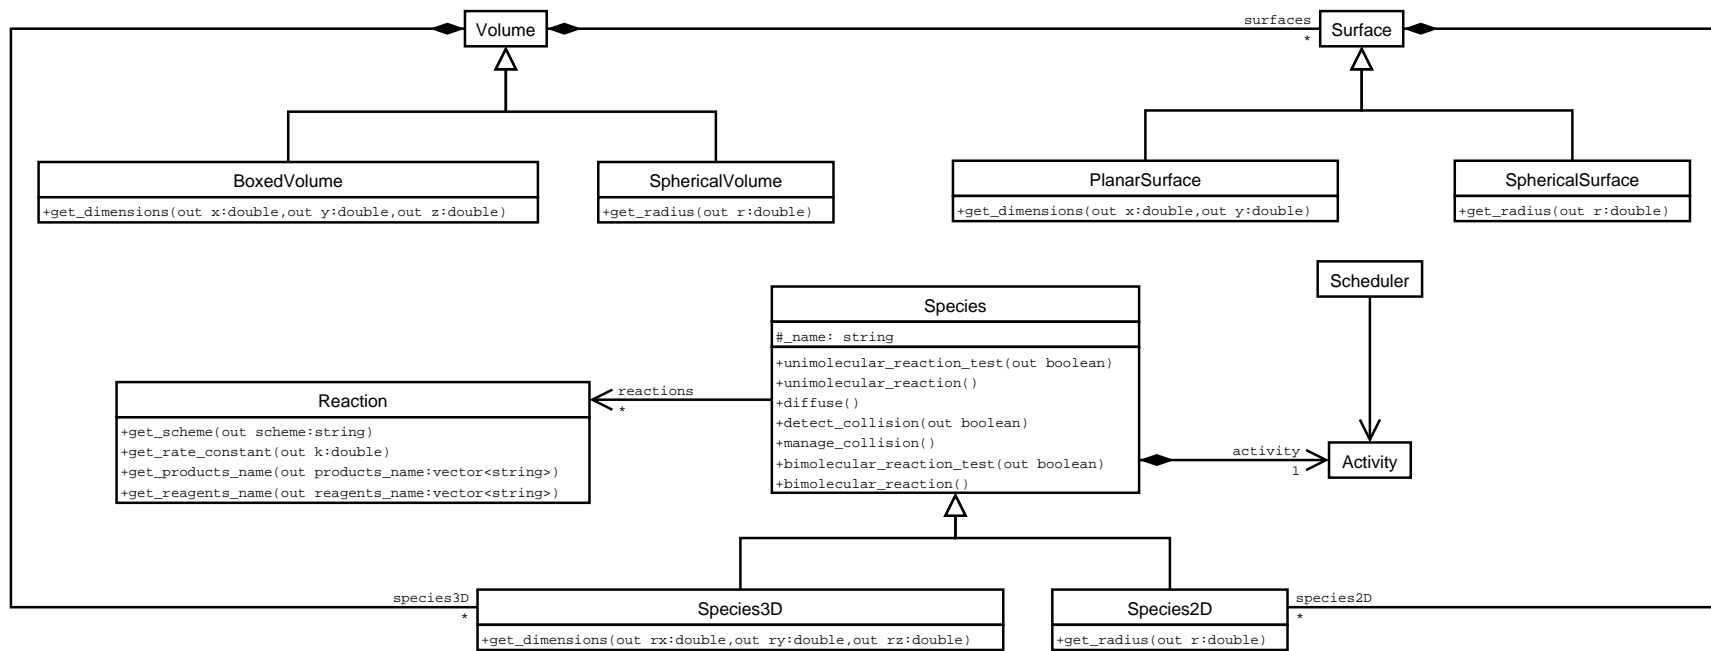 Volume
surfaces
*
Surface
BoxedVolume
+get_dimensions(out x:double,out y:double,out z:double)
SphericalVolume
+get_radius(out r:double)
PlanarSurface
+get_dimensions(out x:double,out y:double)
SphericalSurface
+get_radius(out r:double)
Scheduler
Species
#_name: string
+unimolecular_reaction_test(out boolean)
+unimolecular_reaction()
+diffuse()
+detect_collision(out boolean)
+manage_collision()
+bimolecular_reaction_test(out boolean)
+bimolecular_reaction()
reactions
*
Reaction
+get_scheme(out scheme:string)
+get_rate_constant(out k:double)
+get_products_name(out products_name:vector<string>)
+get_reagents_name(out reagents_name:vector<string>)
activity
1
Activity
species3D
*
Species3D
+get_dimensions(out rx:double,out ry:double,out rz:double)
Species2D
+get_radius(out r:double)
species2D
*